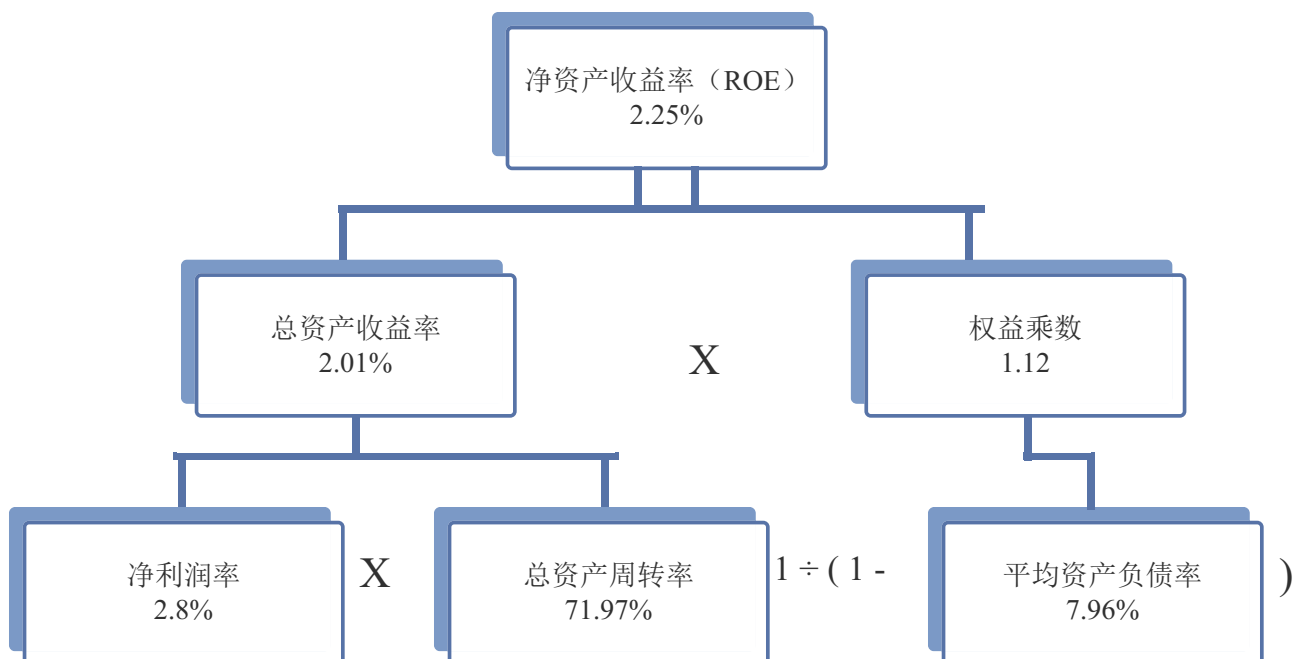 净资产收益率（ROE）
2.25%
总资产收益率
2.01%
X
权益乘数
1.12
净利润率
2.8%
X
总资产周转率
71.97%
1 ÷ ( 1 -
平均资产负债率
7.96%
)